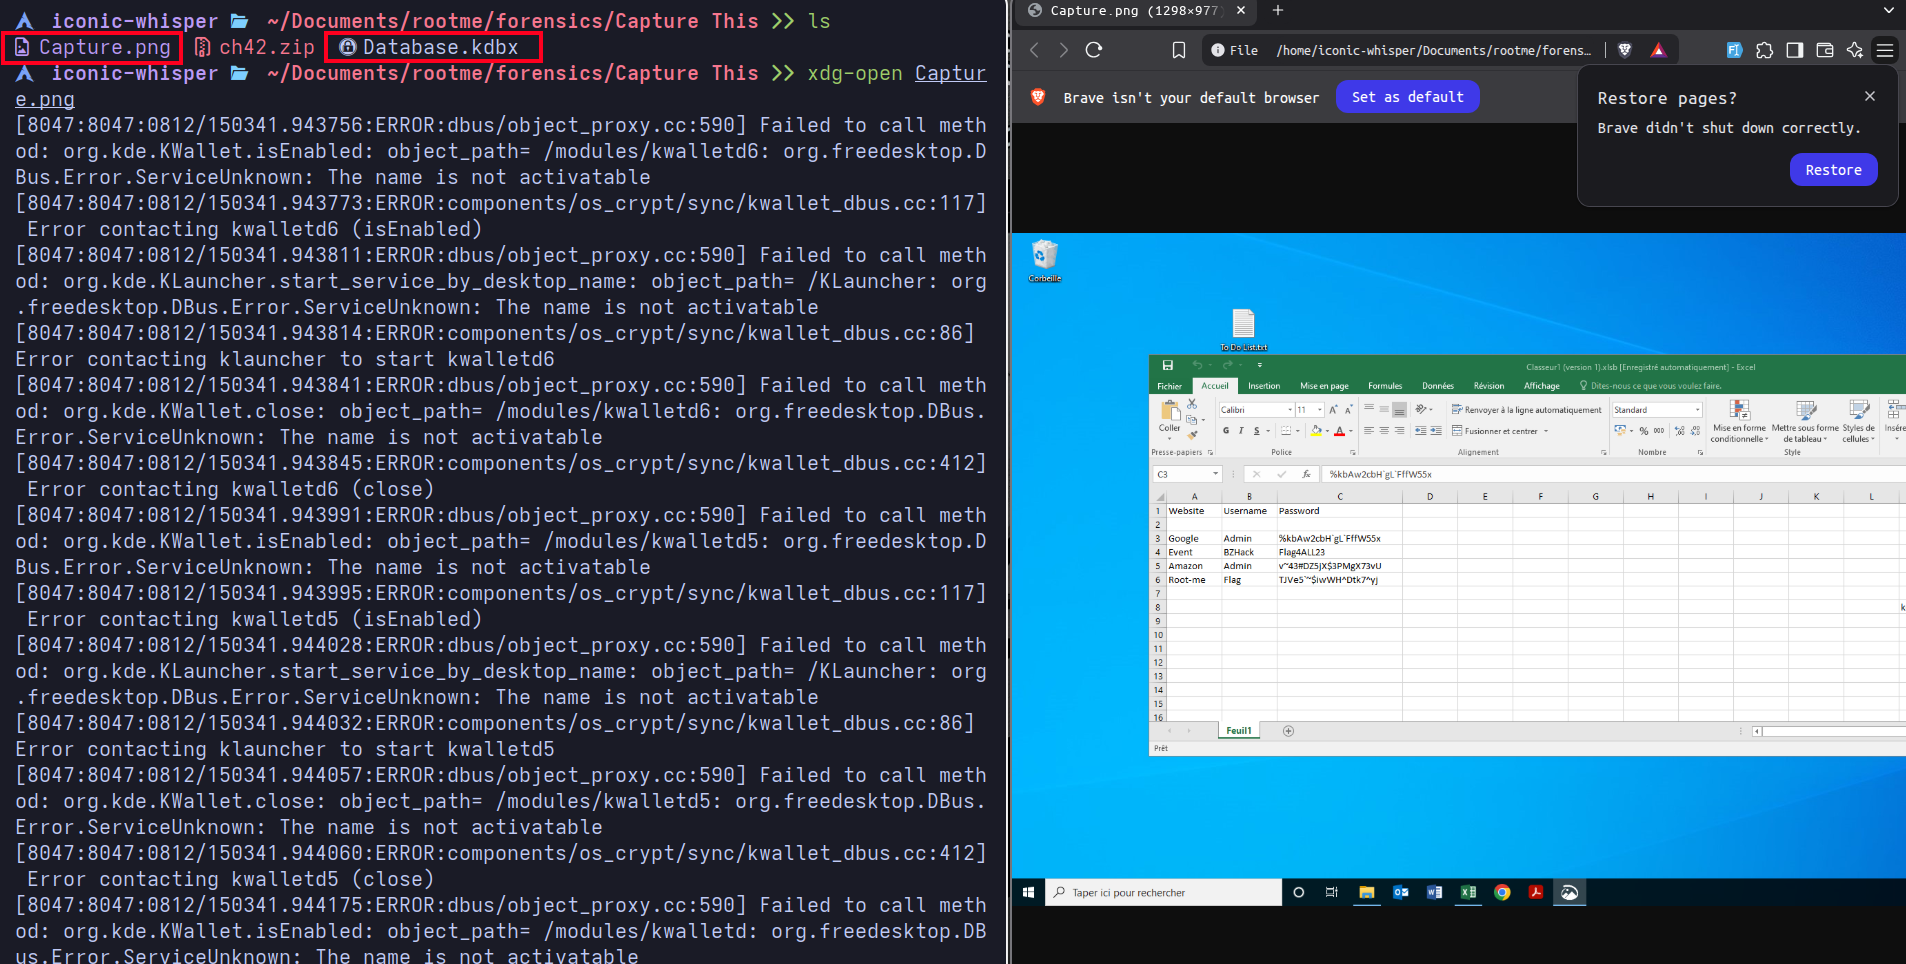 iconic-whisper ~/Documents/rootme/forensics/Capture This >> ls
Capture.png ch42.zip Database.kdbx
iconic-whisper ~/Documents/rootme/forensics/Capture This >> xdg-open Captur
e.png
[8047:8047:0812/150341.943756:ERROR:dbus/object_proxy.cc:590] Failed to call meth
od: org.kde.KWallet.isEnabled: object_path= /modules/kwalletd6: org.freedesktop.D
Bus.Error.ServiceUnknown: The name is not activatable
[8047:8047:0812/150341.943773:ERROR:components/os_crypt/sync/kwallet_dbus.cc:117]
Error contacting kwalletd6 (isEnabled)
[8047:8047:0812/150341.943811:ERROR:dbus/object_proxy.cc:590] Failed to call meth
od: org.kde.KLauncher.start_service_by_desktop_name: object_path= /KLauncher: org
.freedesktop.DBus.Error.ServiceUnknown: The name is not activatable
[8047:8047:0812/150341.943814:ERROR:components/os_crypt/sync/kwallet_dbus.cc:86]
Error contacting klauncher to start kwalletd6
[8047:8047:0812/150341.943841:ERROR:dbus/object_proxy.cc:590] Failed to call meth
od: org.kde.KWallet.close: object_path= /modules/kwalletd6: org.freedesktop.DBus.
Error.ServiceUnknown: The name is not activatable
[8047:8047:0812/150341.943845:ERROR:components/os_crypt/sync/kwallet_dbus.cc:412]
Error contacting kwalletd6 (close)
[8047:8047:0812/150341.943991:ERROR:dbus/object_proxy.cc:590] Failed to call meth
od: org.kde.KWallet.isEnabled: object_path= /modules/kwalletd5: org.freedesktop.D
Bus.Error.ServiceUnknown: The name is not activatable
[8047:8047:0812/150341.943995:ERROR:components/os_crypt/sync/kwallet_dbus.cc:117]
Error contacting kwalletd5 (isEnabled)
[8047:8047:0812/150341.944028:ERROR:dbus/object_proxy.cc:590] Failed to call meth
od: org.kde.KLauncher.start_service_by_desktop_name: object_path= /KLauncher: org
.freedesktop.DBus.Error.ServiceUnknown: The name is not activatable
[8047:8047:0812/150341.944032:ERROR:components/os_crypt/sync/kwallet_dbus.cc:86]
Error contacting klauncher to start kwalletd5
[8047:8047:0812/150341.944057:ERROR:dbus/object_proxy.cc:590] Failed to call meth
od: org.kde.KWallet.close: object_path= /modules/kwalletd5: org.freedesktop.DBus.
Error.ServiceUnknown: The name is not activatable
[8047:8047:0812/150341.944060:ERROR:components/os_crypt/sync/kwallet_dbus.cc:412]
Error contacting kwalletd5 (close)
[8047:8047:0812/150341.944175:ERROR:dbus/object_proxy.cc:590] Failed to call meth
od: org.kde.KWallet.isEnabled: object_path= /modules/kwalletd: org.freedesktop.DB
us.Error.ServiceUnknown: The name is not activatable
Capture.png (1298×977)
File /home/iconic-whisper/Documents/rootme/forens...
Brave isn't your default browser Set as default
Restore pages?
Brave didn't shut down correctly.
Restore
Corbeille
To Do List.txt
Classeur1 (version 1).xlsb [Enregistré automatiquement] - Excel
Fichier Accueil Insertion Mise en page Formules Données Révision Affichage Dites-nous ce que vous voulez faire.
Calibri 11 Renvoyer à la ligne automatiquement Standard
Coller G I S Fusionner et centrer % 000 Mise en forme conditionnelle Mettre sous forme de tableau Styles de cellules Insére
Presse-papiers Police Alignement Nombre Style
C3 fx %kbAw2cbH`gL`FffW55x
A B C D E F G H I J K L
1 Website Username Password
2
3 Google Admin %kbAw2cbH`gL`FffW55x
4 Event BZHack Flag4ALL23
5 Amazon Admin v~43#DZ5jX$3PMgX73vU
6 Root-me Flag TJVe5`~$iwWH^Dtk7^yj
7
8 k
9
10
11
12
13
14
15
16
Feuil1
Prêt
Taper ici pour rechercher